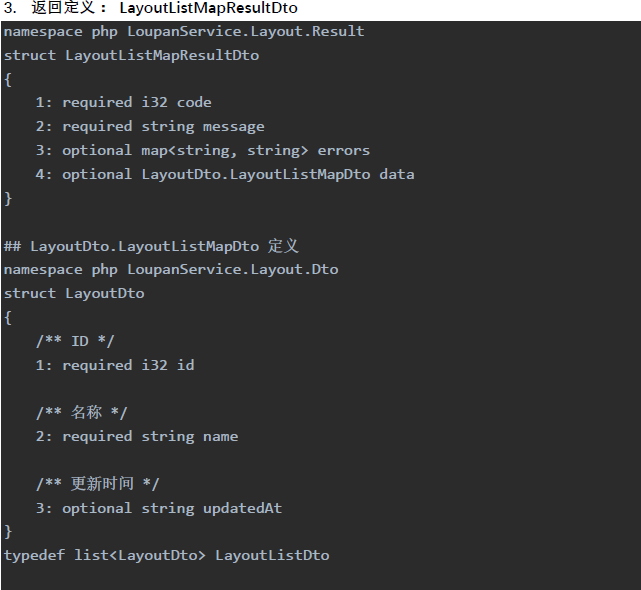 3. 返回定义： LayoutListMapResultDto
namespace php LoupanService.Layout.Result
struct LayoutListMapResultDto
{
    1: required i32 code
    2: required string message
    3: optional map<string, string> errors
    4: optional LayoutDto.LayoutListMapDto data
}

## LayoutDto.LayoutListMapDto 定义
namespace php LoupanService.Layout.Dto
struct LayoutDto
{
    /** ID */
    1: required i32 id

    /** 名称 */
    2: required string name

    /** 更新时间 */
    3: optional string updatedAt
}
typedef list<LayoutDto> LayoutListDto